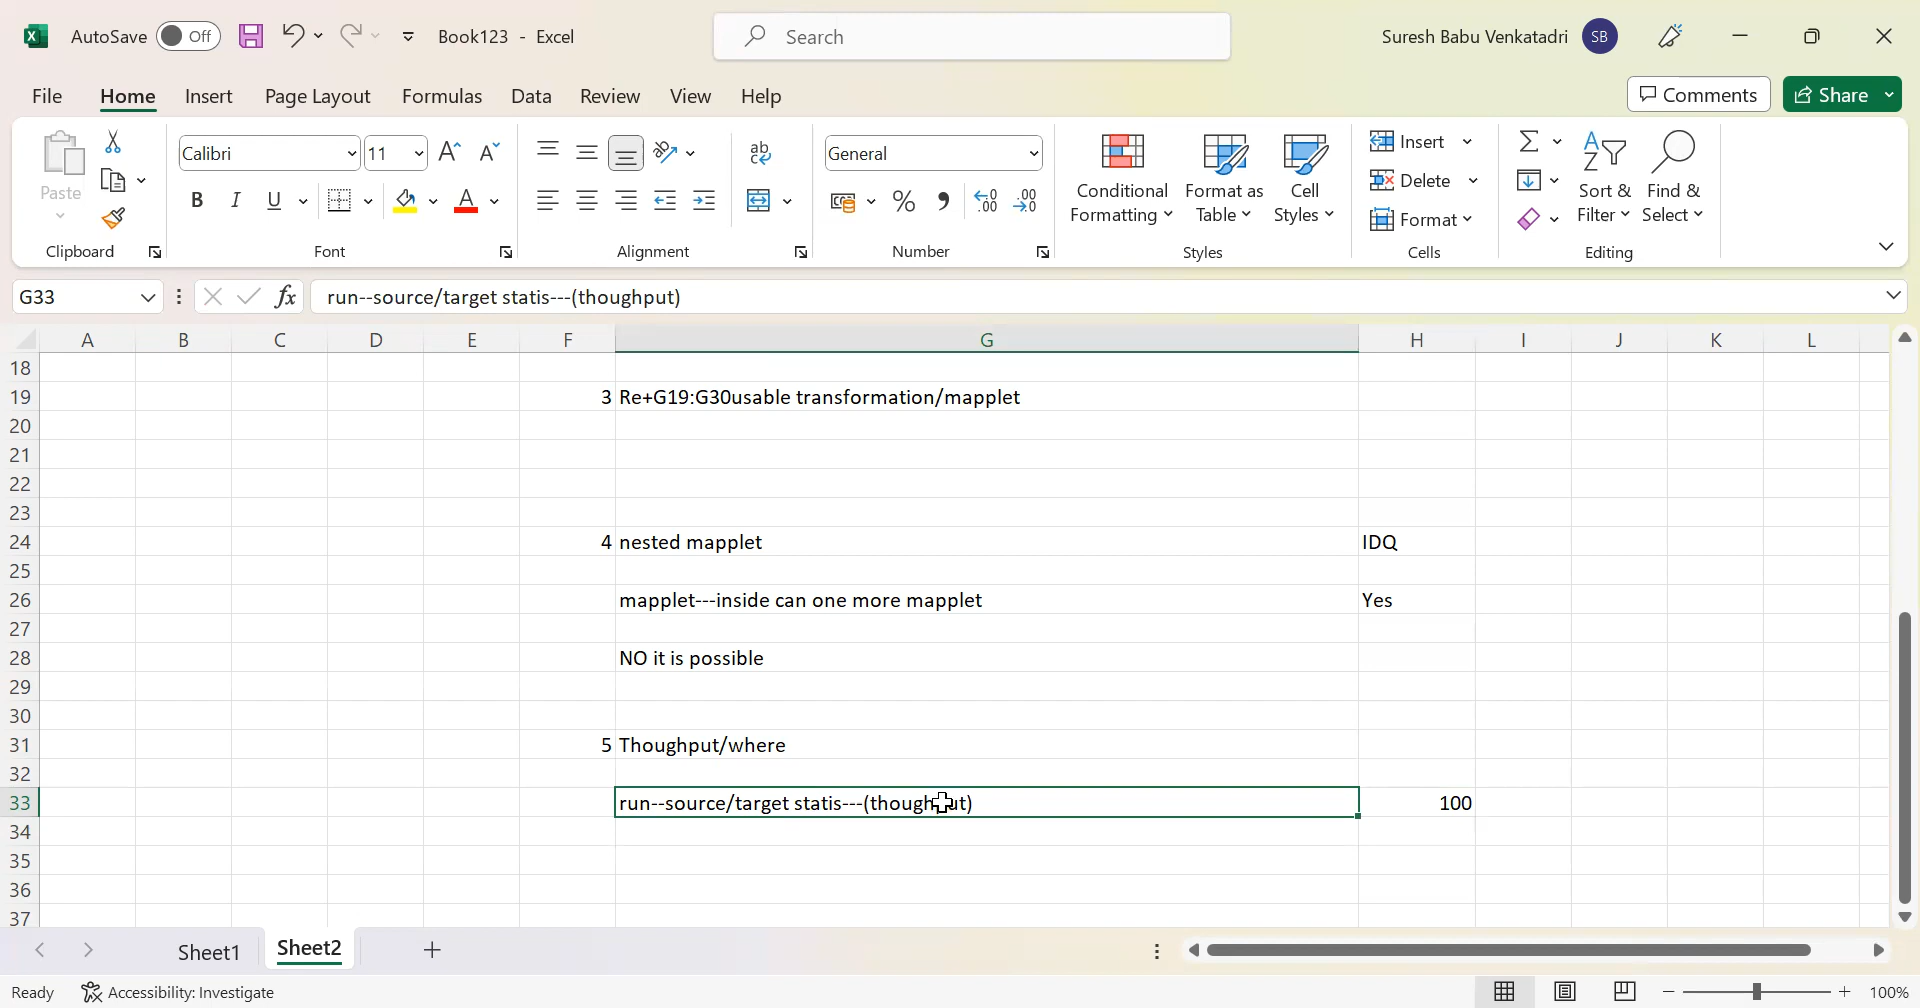 AutoSave Off Book123 - Excel Search Suresh Babu Venkatadri SB
File Home Insert Page Layout Formulas Data Review View Help Comments Share
Paste
Clipboard
Calibri 11
B I U A
Font
ab
Alignment
General
% 9
Number
Conditional
Formatting
Format as
Table
Cell
Styles
Styles
Insert
Delete
Format
Cells
Sort &
Filter
Find &
Select
Editing
G33 fx run--source/target statis---(thoughput)
A B C D E F G H I J K L
18
19 3 Re+G19:G30usable transformation/mapplet
20
21
22
23
24 4 nested mapplet IDQ
25
26 mapplet---inside can one more mapplet Yes
27
28 NO it is possible
29
30
31 5 Thoughput/where
32
33 run--source/target statis---(thoughput) 100
34
35
36
37
Sheet1 Sheet2 +
Ready Accessibility: Investigate 100%